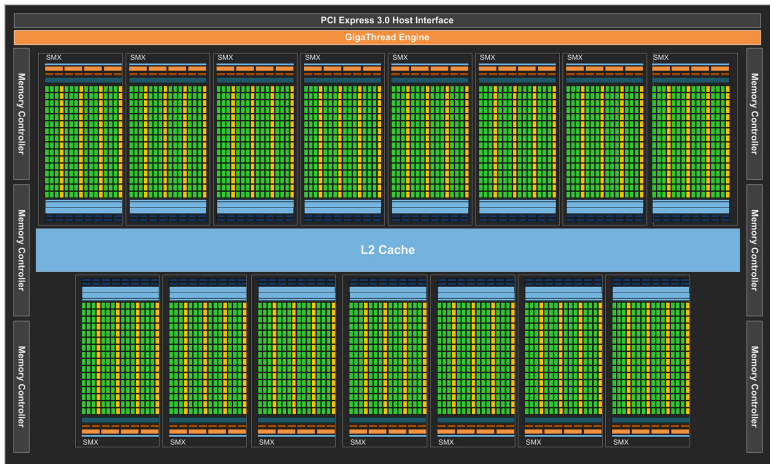 PCI Express 3.0 Host Interface
GigaThread Engine
SMX
SMX
SMX
SMX
SMX
SMX
SMX
SMX
Memory Controller
Memory Controller
Memory Controller
Memory Controller
Memory Controller
Memory Controller
L2 Cache
SMX
SMX
SMX
SMX
SMX
SMX
SMX